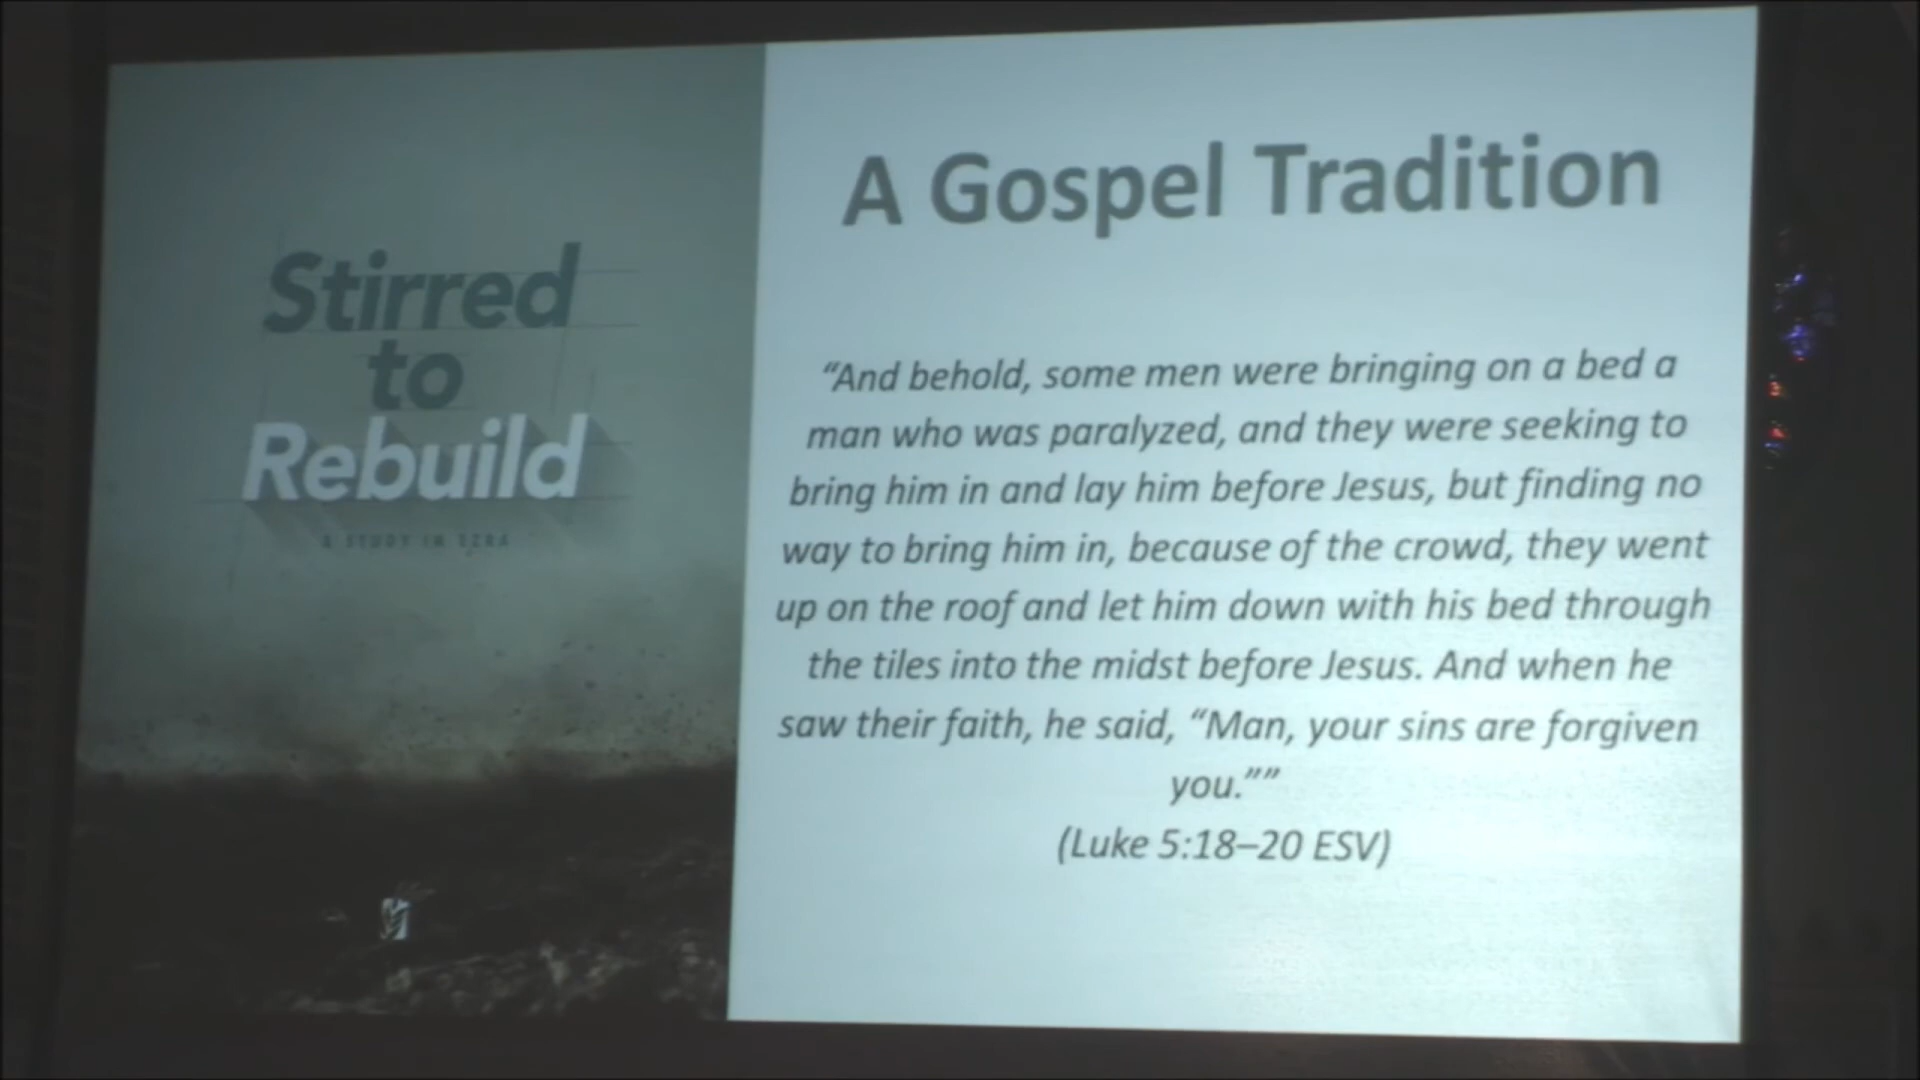 Stirred
to
Rebuild
A STUDY IN EZRA
A Gospel Tradition
“And behold, some men were bringing on a bed a
man who was paralyzed, and they were seeking to
bring him in and lay him before Jesus, but finding no
way to bring him in, because of the crowd, they went
up on the roof and let him down with his bed through
the tiles into the midst before Jesus. And when he
saw their faith, he said, “Man, your sins are forgiven
you.””
(Luke 5:18–20 ESV)